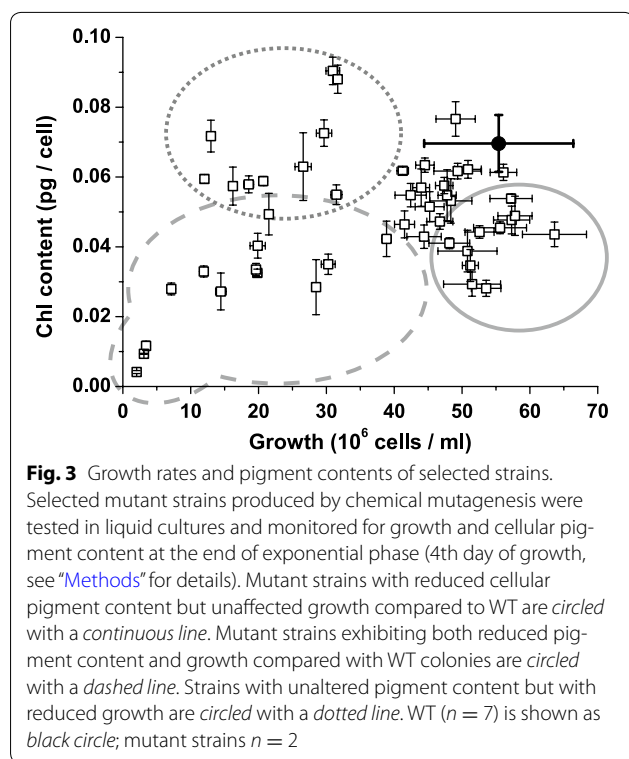 0.10
0.08
0.06
0.04
0.02
0.00
Chl content (pg / cell)
0 10 20 30 40 50 60 70
Growth (10⁶ cells / ml)
Fig. 3 Growth rates and pigment contents of selected strains.
Selected mutant strains produced by chemical mutagenesis were
tested in liquid cultures and monitored for growth and cellular pig-
ment content at the end of exponential phase (4th day of growth,
see “Methods” for details). Mutant strains with reduced cellular
pigment content but unaffected growth compared to WT are circled
with a continuous line. Mutant strains exhibiting both reduced pig-
ment content and growth compared with WT colonies are circled
with a dashed line. Strains with unaltered pigment content but with
reduced growth are circled with a dotted line. WT (n = 7) is shown as
black circle; mutant strains n = 2